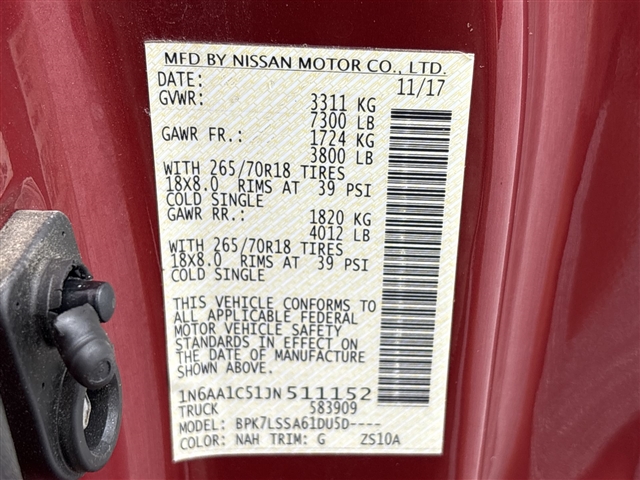 MFD BY NISSAN MOTOR CO., LTD.
DATE: 11/17
GVWR: 3311 KG
7300 LB
GAWR FR.: 1724 KG
3800 LB
WITH 265/70R18 TIRES
18X8.0 RIMS AT 39 PSI
COLD SINGLE
GAWR RR.: 1820 KG
4012 LB
WITH 265/70R18 TIRES
18X8.0 RIMS AT 39 PSI
COLD SINGLE
THIS VEHICLE CONFORMS TO
ALL APPLICABLE FEDERAL
MOTOR VEHICLE SAFETY
STANDARDS IN EFFECT ON
THE DATE OF MANUFACTURE
SHOWN ABOVE.
1N6AA1C51JN511152
TRUCK 583909
MODEL: BPK7LSSA61DU5D----
COLOR: NAH TRIM: G ZS10A